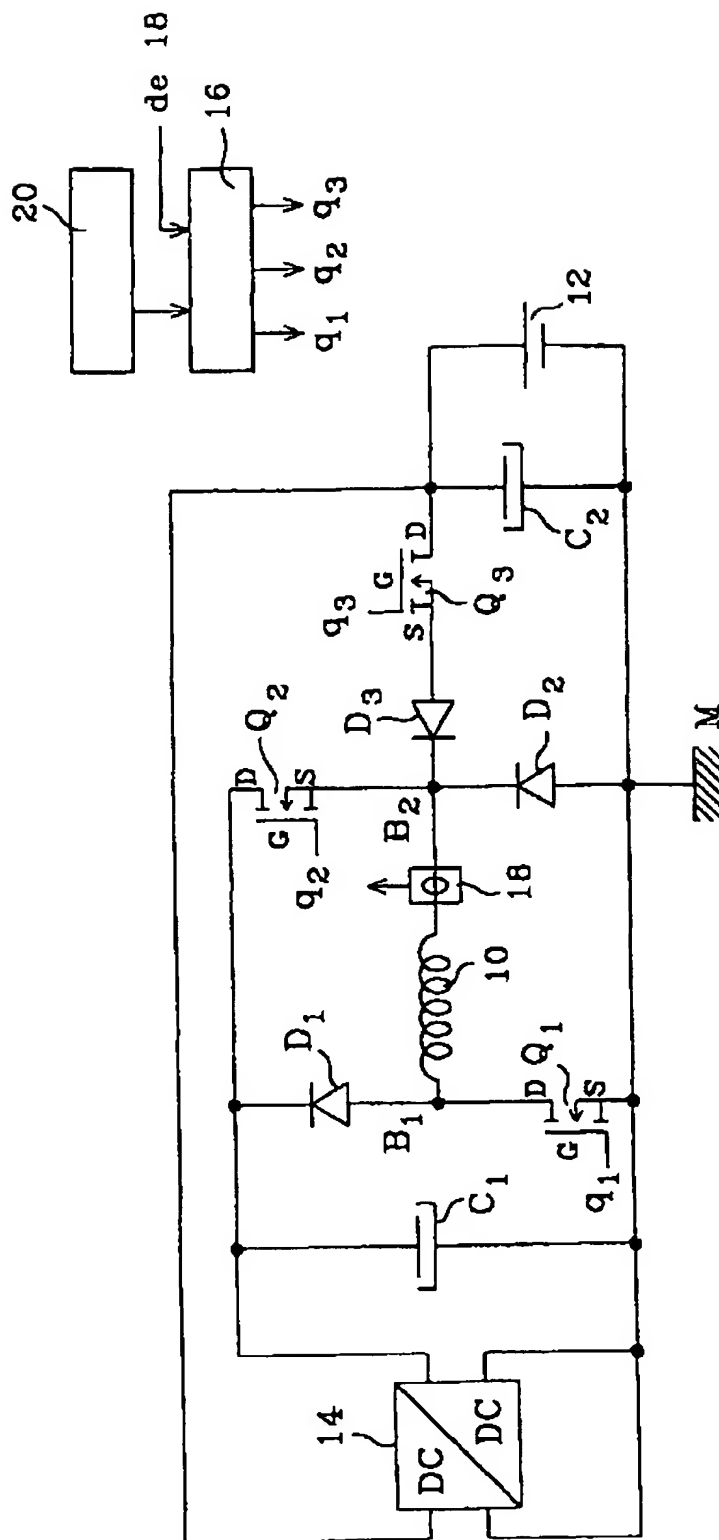 20
de 18
16
q₁ q₂ q₃
14
DC
DC
C₁
D₁
B₁
10
18
B₂
D
Q₂
G
S
q₂
D₃
q₃
S
G
D
Q₃
D
Q₁
G
S
q₁
D₂
C₂
12
M